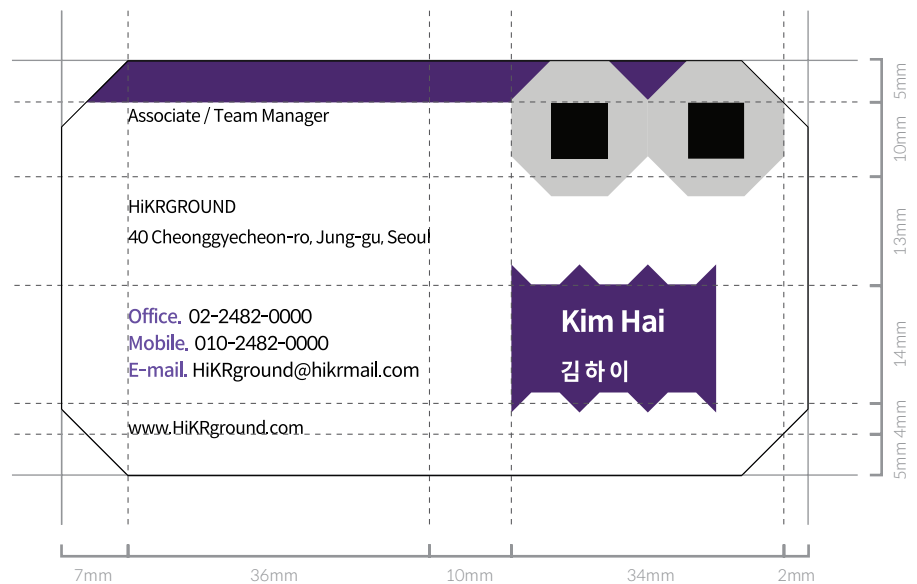 Associate / Team Manager
HiKRGROUND
40 Cheonggyecheon-ro, Jung-gu, Seoul
Office. 02-2482-0000
Mobile. 010-2482-0000
E-mail. HiKRground@hikrmail.com
www.HiKRground.com
Kim Hai
김하이
5mm
10mm
13mm
14mm
4mm
5mm
7mm
36mm
10mm
34mm
2mm